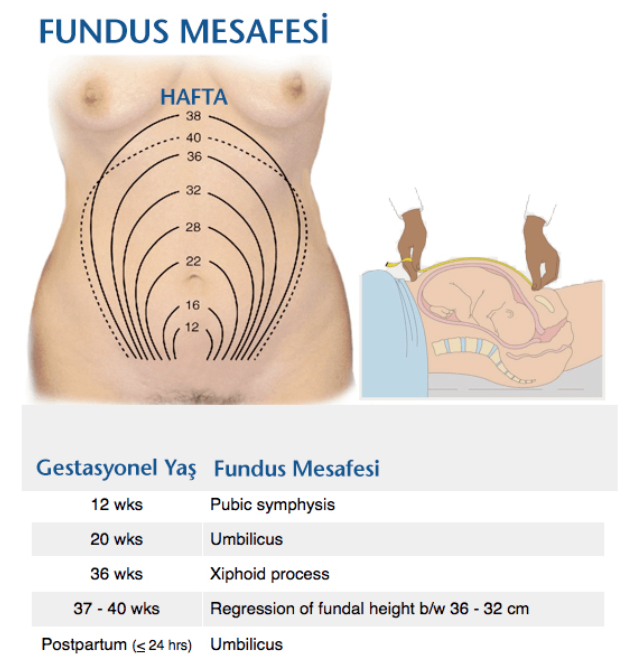 FUNDUS MESAFESİ
HAFTA
38
40
36
32
28
22
16
12
Gestasyonel Yaş Fundus Mesafesi
12 wks Pubic symphysis
20 wks Umbilicus
36 wks Xiphoid process
37 - 40 wks Regression of fundal height b/w 36 - 32 cm
Postpartum (≤ 24 hrs) Umbilicus